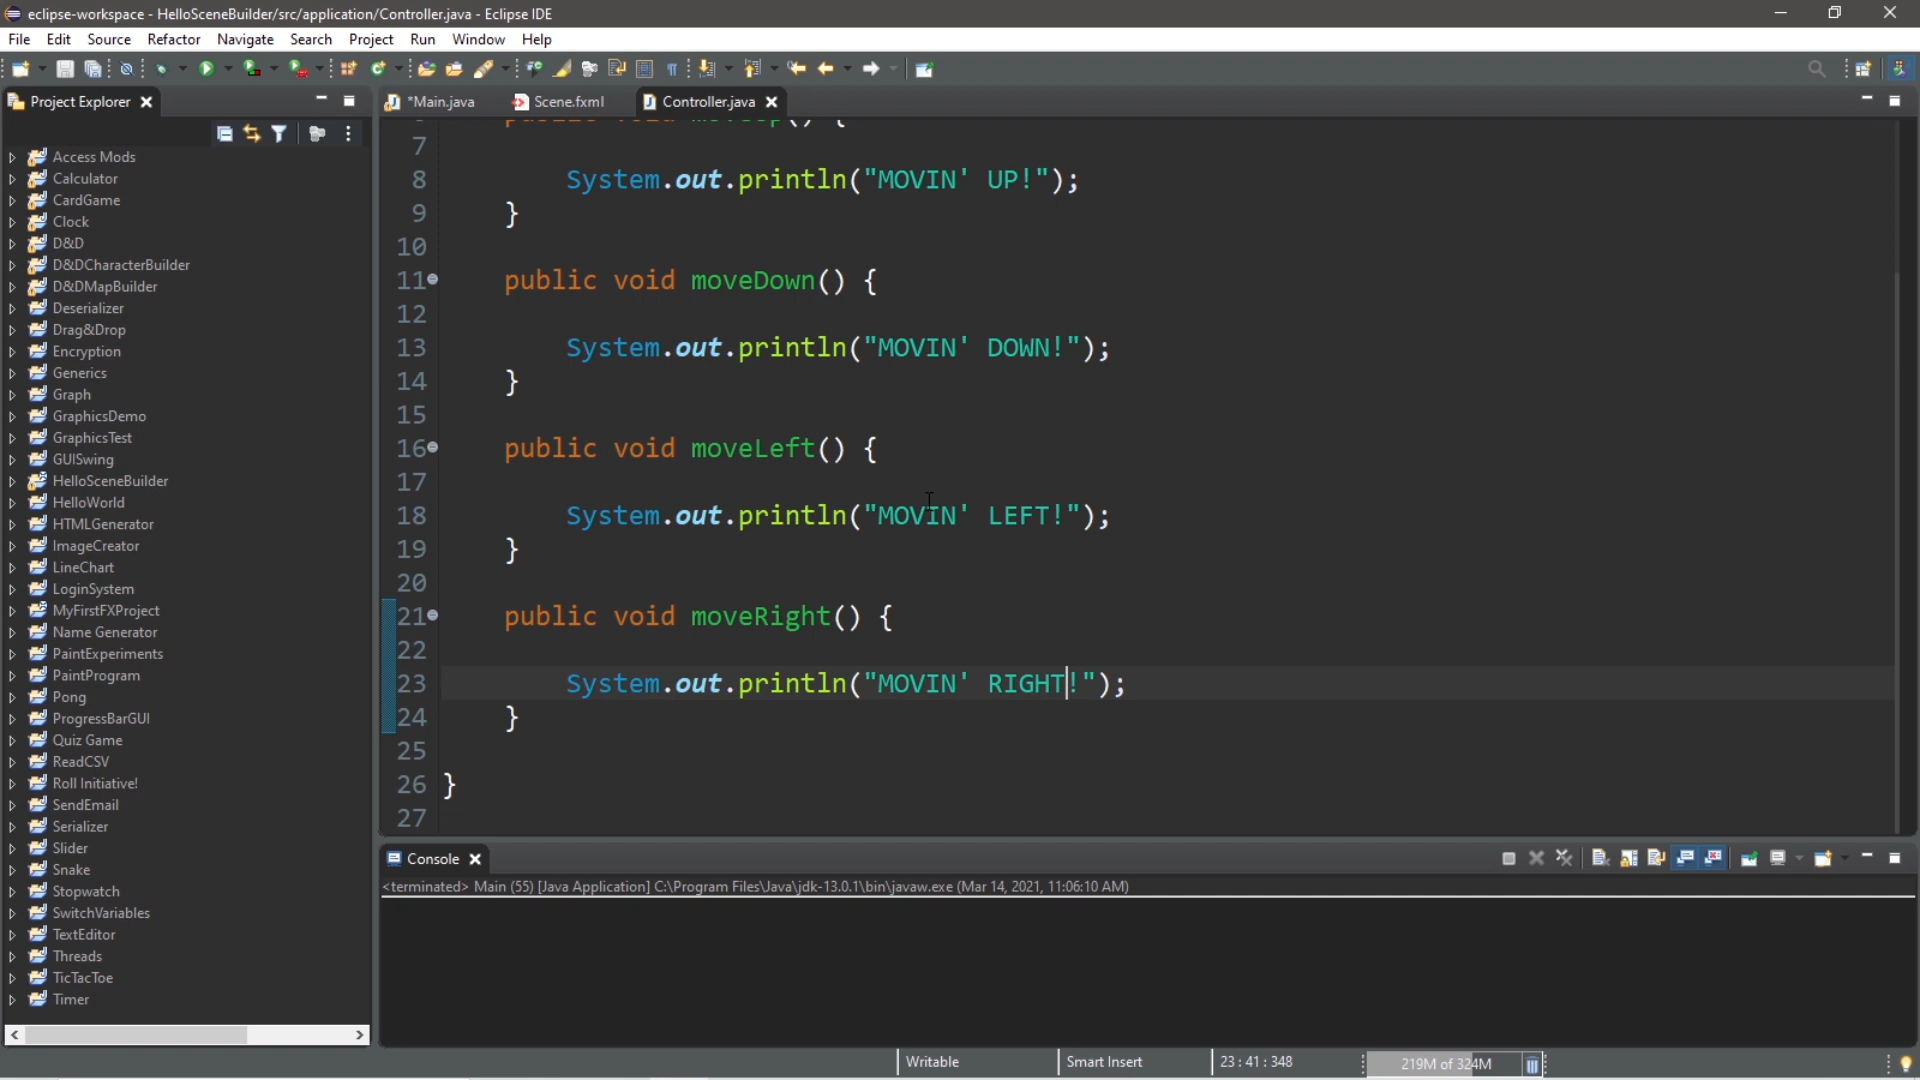 eclipse-workspace - HelloSceneBuilder/src/application/Controller.java - Eclipse IDE
File Edit Source Refactor Navigate Search Project Run Window Help
Project Explorer
*Main.java Scene.fxml Controller.java
Access Mods
Calculator
CardGame
Clock
D&D
D&DCharacterBuilder
D&DMapBuilder
Deserializer
Drag&Drop
Encryption
Generics
Graph
GraphicsDemo
GraphicsTest
GUISwing
HelloSceneBuilder
HelloWorld
HTMLGenerator
ImageCreator
LineChart
LoginSystem
MyFirstFXProject
Name Generator
PaintExperiments
PaintProgram
Pong
ProgressBarGUI
Quiz Game
ReadCSV
Roll Initiative!
SendEmail
Serializer
Slider
Snake
Stopwatch
SwitchVariables
TextEditor
Threads
TicTacToe
Timer
7
8 System.out.println("MOVIN' UP!");
9 }
10
11 public void moveDown() {
12
13 System.out.println("MOVIN' DOWN!");
14 }
15
16 public void moveLeft() {
17
18 System.out.println("MOVIN' LEFT!");
19 }
20
21 public void moveRight() {
22
23 System.out.println("MOVIN' RIGHT!");
24 }
25
26 }
27
Console
<terminated> Main (55) [Java Application] C:\Program Files\Java\jdk-13.0.1\bin\javaw.exe (Mar 14, 2021, 11:06:10 AM)
Writable Smart Insert 23 : 41 : 348 219M of 324M